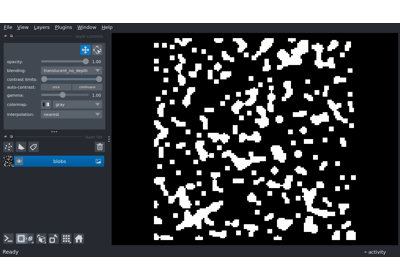 File View Layers Plugins Window Help
opacity: 1.00
blending: translucent_no_depth
contrast limits:
auto-contrast: once continuous
gamma: 1.00
colormap: gray
interpolation: nearest
blobs
Ready activity